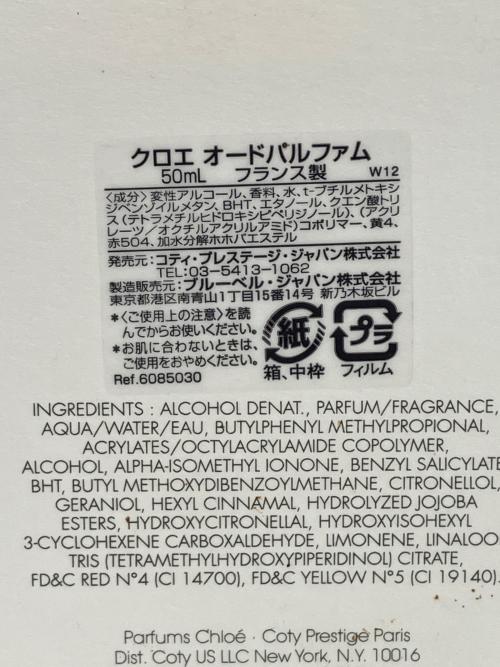 クロエ オードパルファム
50mL フランス製 W12
〈成分〉変性アルコール、香料、水、t-ブチルメトキシ
ジベンゾイルメタン、BHT、エタノール、クエン酸トリ
ス(テトラメチルヒドロキシピペリジノール)、(アクリ
レーツ/オクチルアクリルアミド)コポリマー、黄4、
赤504、加水分解ホホバエステル
発売元:コティ・プレステージ・ジャパン株式会社
TEL:03-5413-1062
製造販売元:ブルーベル・ジャパン株式会社
東京都港区南青山1丁目15番14号 新乃木坂ビル
*〈ご使用上の注意〉を読
んでからお使いください。
*お肌に合わないときは、
ご使用をおやめください。
Ref.6085030
紙
箱、中枠
プラ
フィルム
INGREDIENTS : ALCOHOL DENAT., PARFUM/FRAGRANCE,
AQUA/WATER/EAU, BUTYLPHENYL METHYLPROPIONAL,
ACRYLATES/OCTYLACRYLAMIDE COPOLYMER,
ALCOHOL, ALPHA-ISOMETHYL IONONE, BENZYL SALICYLATE
BHT, BUTYL METHOXYDIBENZOYLMETHANE, CITRONELLOL,
GERANIOL, HEXYL CINNAMAL, HYDROLYZED JOJOBA
ESTERS, HYDROXYCITRONELLAL, HYDROXYISOHEXYL
3-CYCLOHEXENE CARBOXALDEHYDE, LIMONENE, LINALOO
TRIS (TETRAMETHYLHYDROXYPIPERIDINOL) CITRATE,
FD&C RED N°4 (CI 14700), FD&C YELLOW N°5 (CI 19140).
Parfums Chloé · Coty Prestige Paris
Dist. Coty US LLC New York, N.Y. 10016